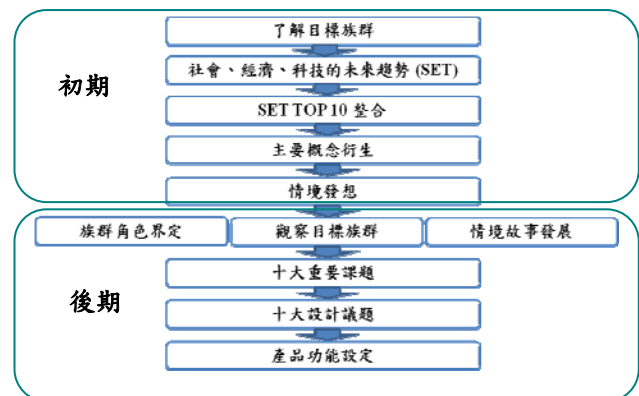 了解目標族群
社會、經濟、科技的未來趨勢 (SET)
初期
SET TOP 10 整合
主要概念衍生
情境發想
族群角色界定
觀察目標族群
情境故事發展
十大重要課題
後期
十大設計議題
產品功能設定